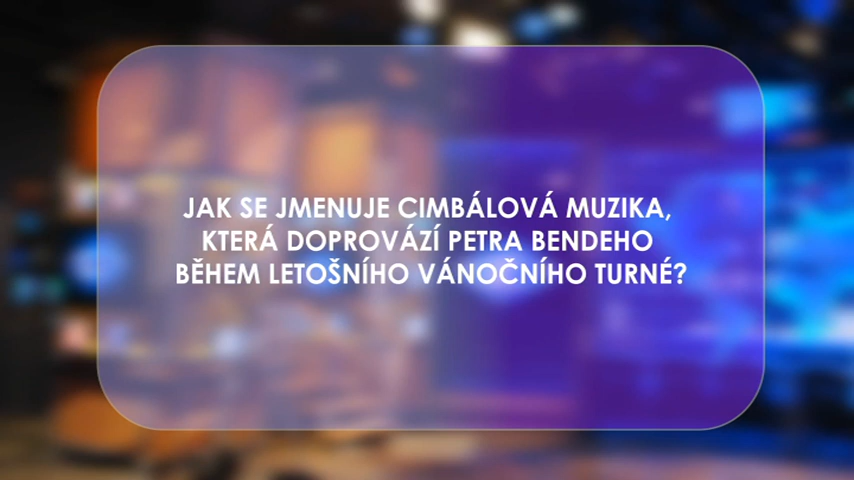 JAK SE JMENUJE CIMBÁLOVÁ MUZIKA,
KTERÁ DOPROVÁZÍ PETRA BENDEHO
BĚHEM LETOŠNÍHO VÁNOČNÍHO TURNÉ?